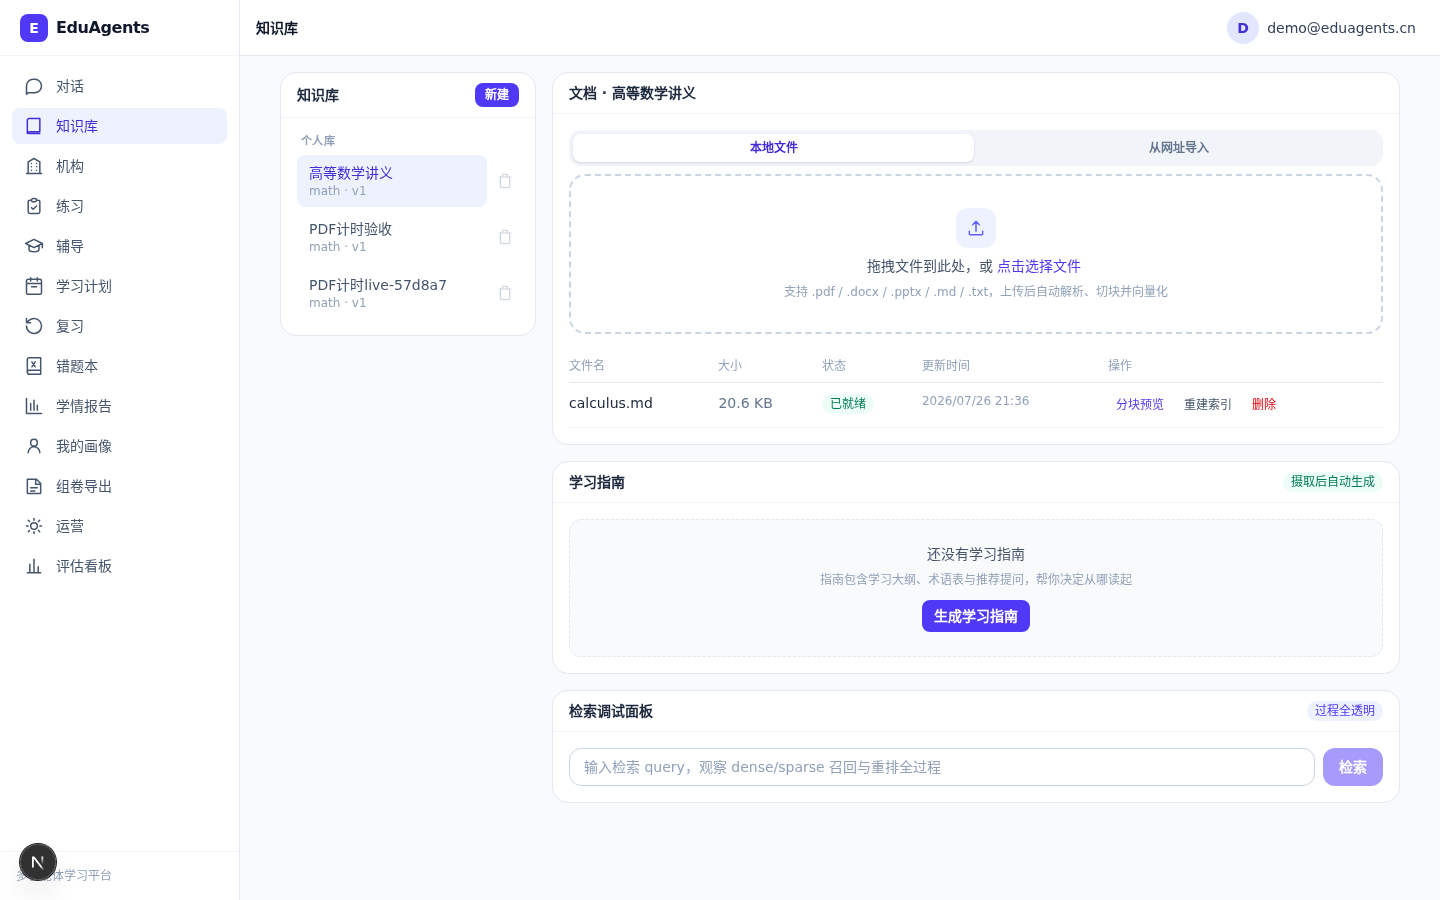 E EduAgents
对话
知识库
机构
练习
辅导
学习计划
复习
错题本
学情报告
我的画像
组卷导出
运营
评估看板
N
体学习平台
知识库
D demo@eduagents.cn
知识库 新建
个人库
高等数学讲义
math · v1
PDF计时验收
math · v1
PDF计时live-57d8a7
math · v1
文档 · 高等数学讲义
本地文件 从网址导入
拖拽文件到此处，或 点击选择文件
支持 .pdf / .docx / .pptx / .md / .txt，上传后自动解析、切块并向量化
文件名 大小 状态 更新时间 操作
calculus.md 20.6 KB 已就绪 2026/07/26 21:36 分块预览 重建索引 删除
学习指南 摄取后自动生成
还没有学习指南
指南包含学习大纲、术语表与推荐提问，帮你决定从哪读起
生成学习指南
检索调试面板 过程全透明
输入检索 query，观察 dense/sparse 召回与重排全过程 检索